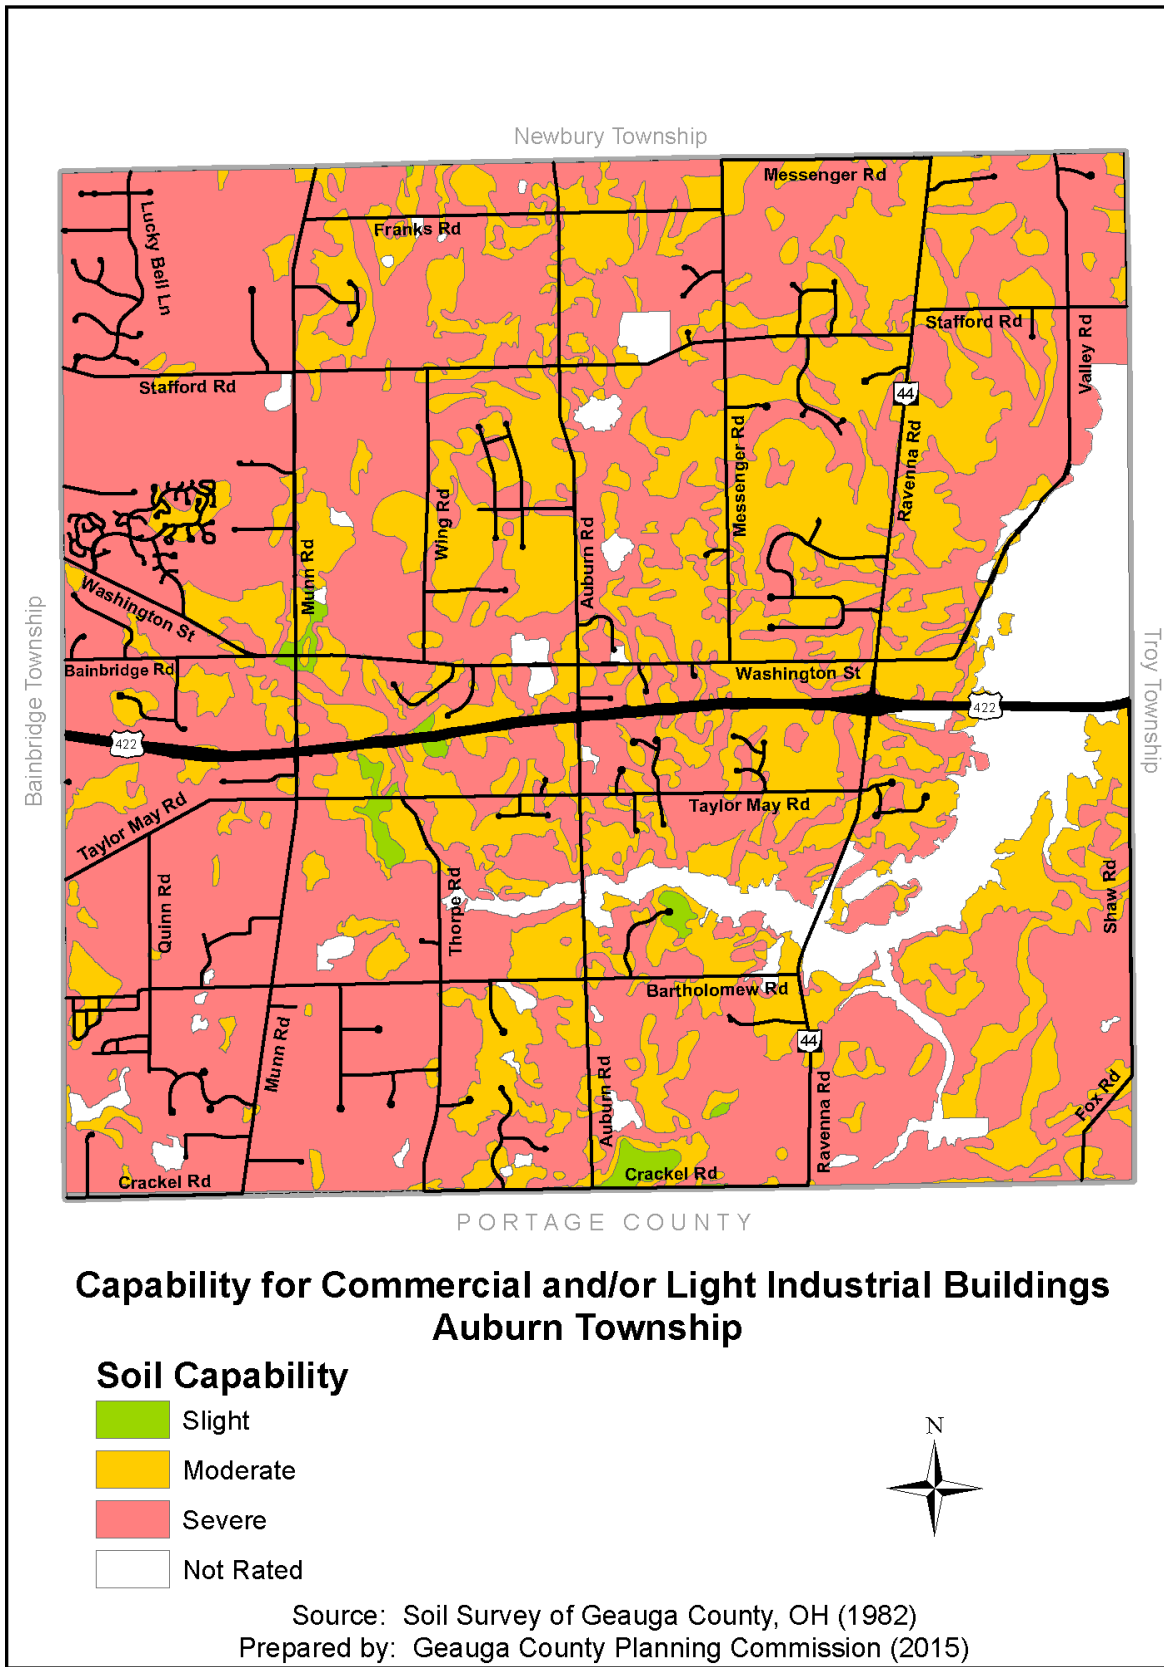 Newbury Township
Messenger Rd
Lucky Bell Ln
Franks Rd
Stafford Rd
Valley Rd
Stafford Rd
44
Ravenna Rd
Messenger Rd
Wing Rd
Auburn Rd
Munn Rd
Washington St
Bainbridge Township
Troy Township
Bainbridge Rd
Washington St
422
422
Taylor May Rd
Taylor May Rd
Quinn Rd
Thorpe Rd
Shaw Rd
Bartholomew Rd
44
Munn Rd
Auburn Rd
Ravenna Rd
Fox Rd
Crackel Rd
Crackel Rd
PORTAGE COUNTY
Capability for Commercial and/or Light Industrial Buildings
Auburn Township
Soil Capability
Slight
Moderate
Severe
Not Rated
N
Source: Soil Survey of Geauga County, OH (1982)
Prepared by: Geauga County Planning Commission (2015)